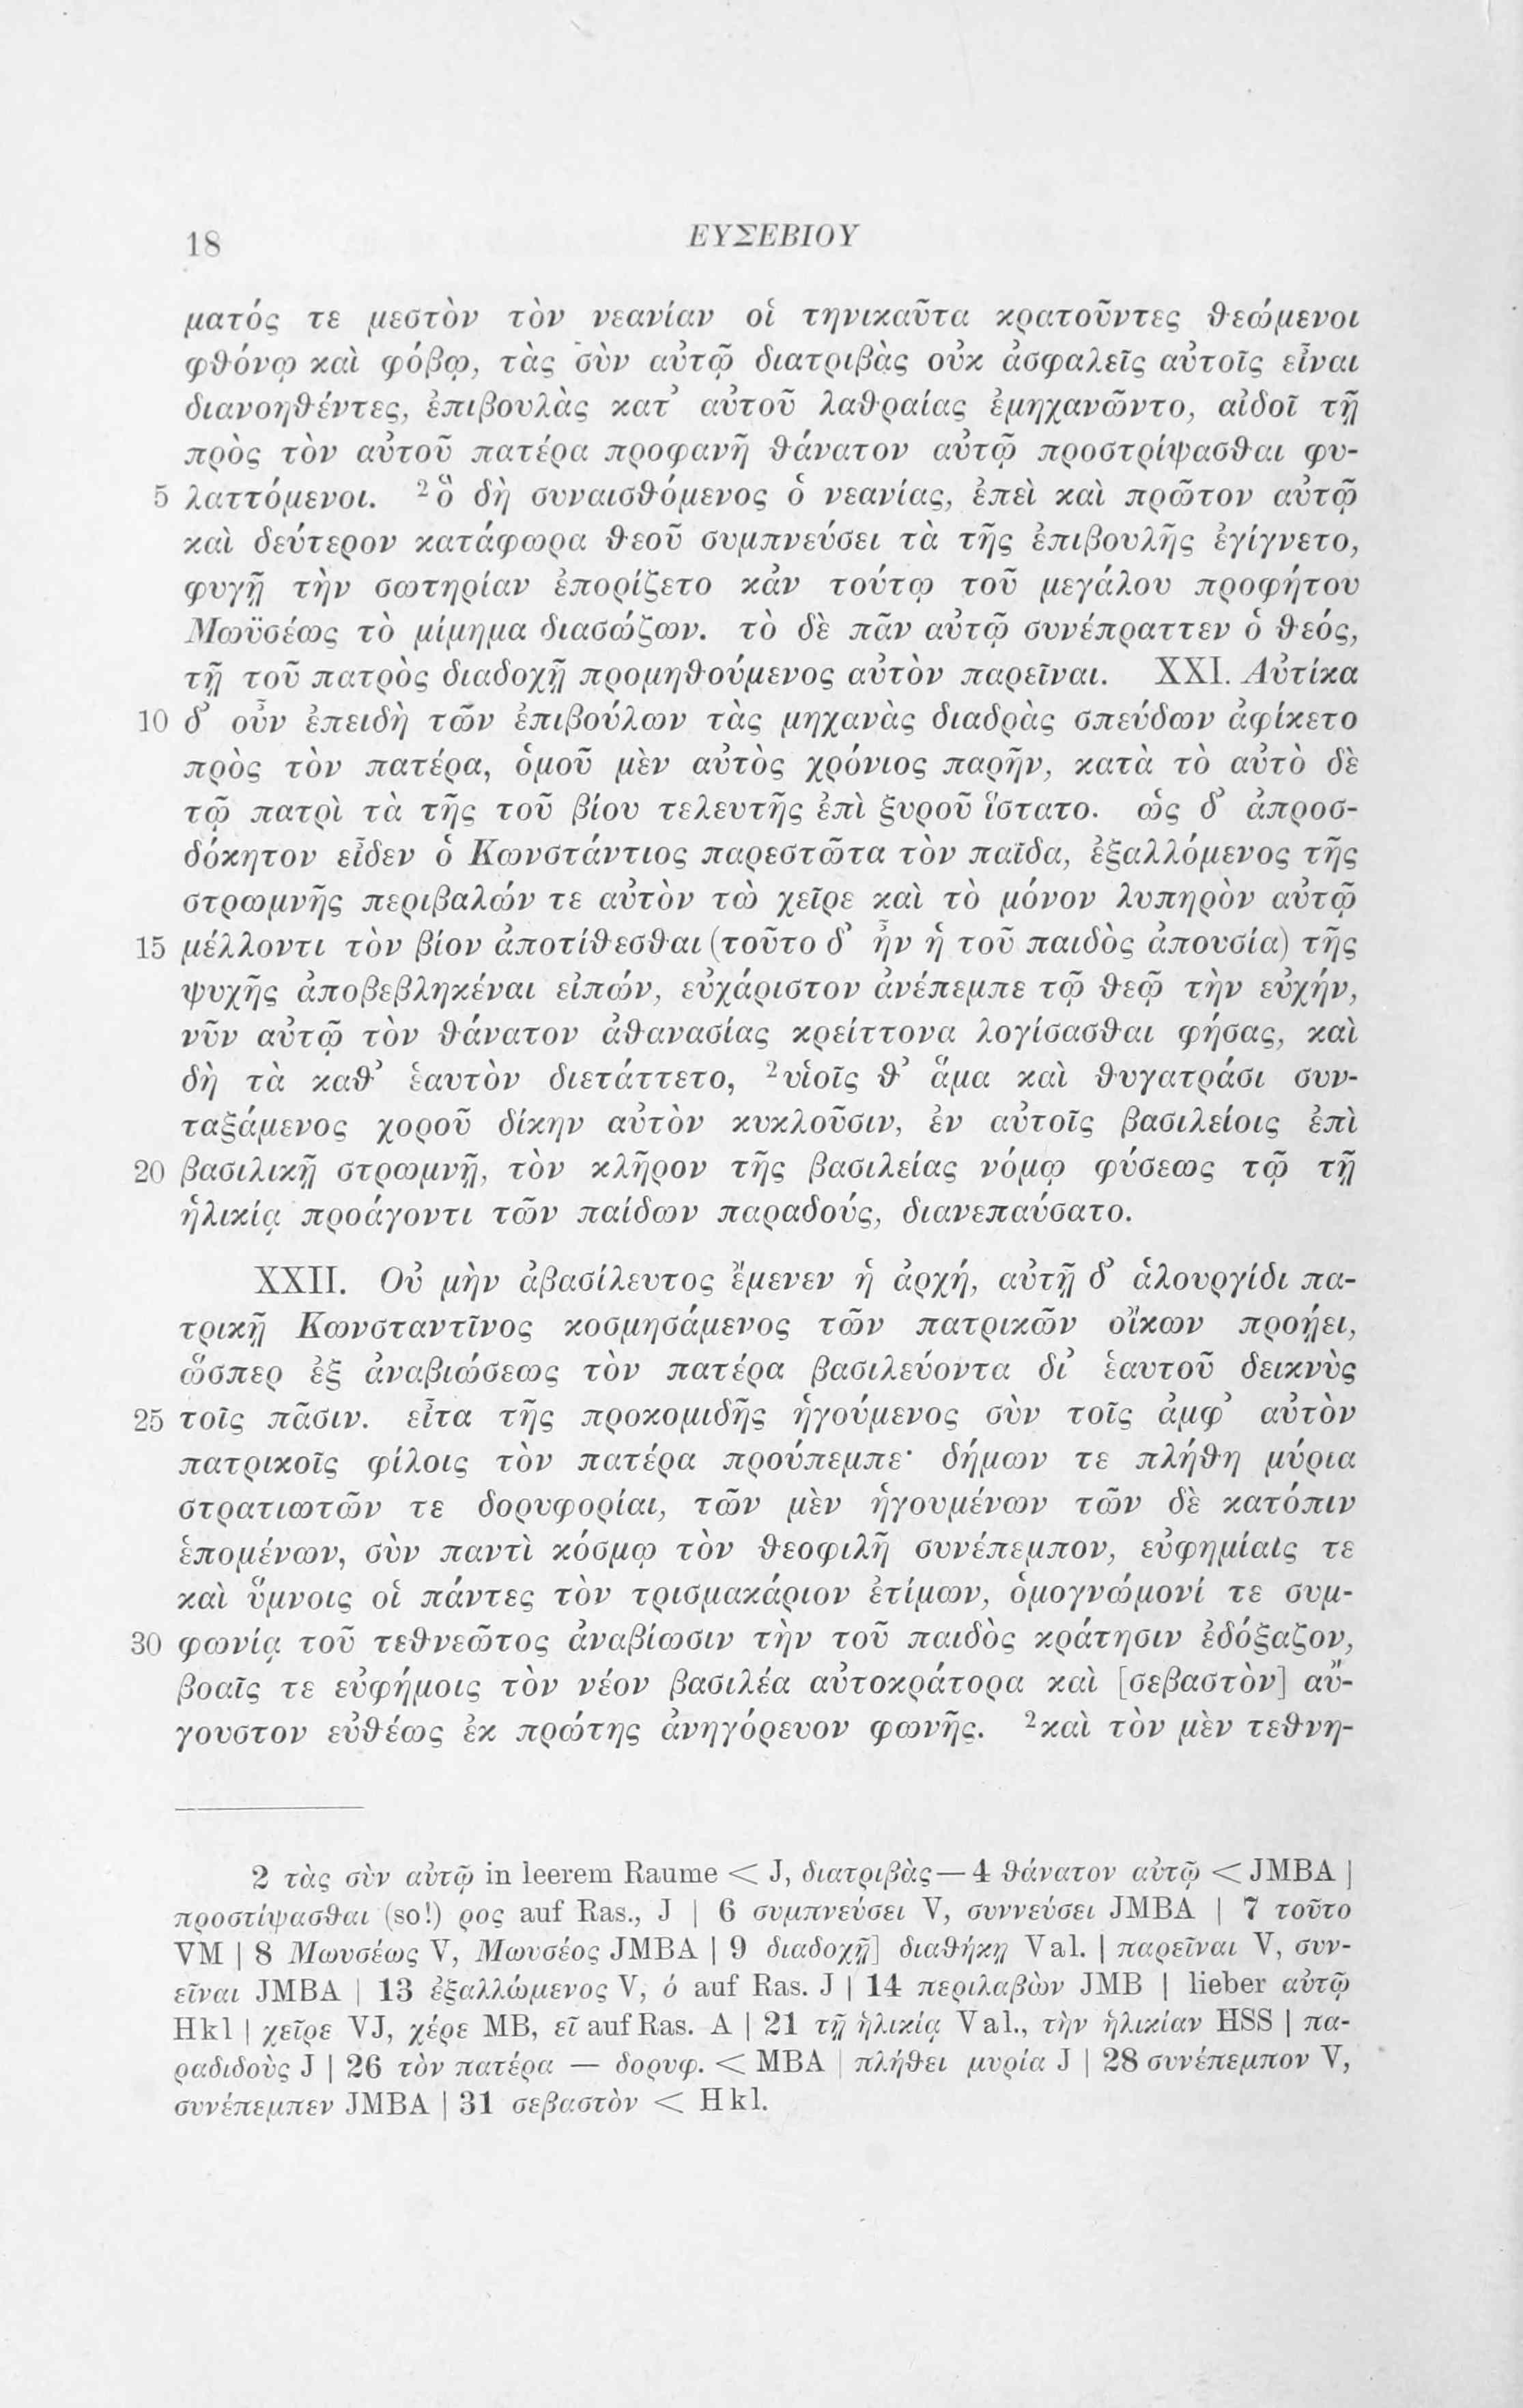 18 ΕΥΣΕΒΙΟΥ
ματός τε μεστὸν τὸν νεανίαν οἱ τηνικαῦτα κρατοῦντες θεώμενοι
φθόνῳ καὶ φόβῳ, τὰς σὺν αὐτῷ διατριβὰς οὐκ ἀσφαλεῖς αὐτοῖς εἶναι
διανοηθέντες, ἐπιβουλὰς κατ’ αὐτοῦ λαθραίας ἐμηχανῶντο, αἰδοῖ τῇ
πρὸς τὸν αὐτοῦ πατέρα προφανῆ θάνατον αὐτῷ προστρίψασθαι φυ-
5 λαττόμενοι. ²ὃ δὴ συναισθόμενος ὁ νεανίας, ἐπεὶ καὶ πρῶτον αὐτῷ
καὶ δεύτερον κατάφωρα θεοῦ συμπνεύσει τὰ τῆς ἐπιβουλῆς ἐγίγνετο,
φυγῇ τὴν σωτηρίαν ἐπορίζετο κἀν τούτῳ τοῦ μεγάλου προφήτου
Μωϋσέως τὸ μίμημα διασώζων. τὸ δὲ πᾶν αὐτῷ συνέπραττεν ὁ θεός,
τῇ τοῦ πατρὸς διαδοχῇ προμηθούμενος αὐτὸν παρεῖναι. XXI. Αὐτίκα
10 δ’ οὖν ἐπειδὴ τῶν ἐπιβούλων τὰς μηχανὰς διαδρὰς σπεύδων ἀφίκετο
πρὸς τὸν πατέρα, ὁμοῦ μὲν αὐτὸς χρόνιος παρῆν, κατὰ τὸ αὐτὸ δὲ
τῷ πατρὶ τὰ τῆς τοῦ βίου τελευτῆς ἐπὶ ξυροῦ ἵστατο. ὡς δ’ ἀπροσ-
δόκητον εἶδεν ὁ Κωνστάντιος παρεστῶτα τὸν παῖδα, ἐξαλλόμενος τῆς
στρωμνῆς περιβαλών τε αὐτὸν τὼ χεῖρε καὶ τὸ μόνον λυπηρὸν αὐτῷ
15 μέλλοντι τὸν βίον ἀποτίθεσθαι (τοῦτο δ’ ἦν ἡ τοῦ παιδὸς ἀπουσία) τῆς
ψυχῆς ἀποβεβληκέναι εἰπών, εὐχάριστον ἀνέπεμπε τῷ θεῷ τὴν εὐχήν,
νῦν αὐτῷ τὸν θάνατον ἀθανασίας κρείττονα λογίσασθαι φήσας, καὶ
δὴ τὰ καθ’ ἑαυτὸν διετάττετο, ²υἱοῖς θ’ ἅμα καὶ θυγατράσι συν-
ταξάμενος χοροῦ δίκην αὐτὸν κυκλοῦσιν, ἐν αὐτοῖς βασιλείοις ἐπὶ
20 βασιλικῇ στρωμνῇ, τὸν κλῆρον τῆς βασιλείας νόμῳ φύσεως τῷ τῇ
ἡλικίᾳ προάγοντι τῶν παίδων παραδούς, διανεπαύσατο.
XXII. Οὐ μὴν ἀβασίλευτος ἔμενεν ἡ ἀρχή, αὐτῇ δ’ ἁλουργίδι πα-
τρικῇ Κωνσταντῖνος κοσμησάμενος τῶν πατρικῶν οἴκων προῄει,
ὥσπερ ἐξ ἀναβιώσεως τὸν πατέρα βασιλεύοντα δι’ ἑαυτοῦ δεικνὺς
25 τοῖς πᾶσιν. εἶτα τῆς προκομιδῆς ἡγούμενος σὺν τοῖς ἀμφ’ αὐτὸν
πατρικοῖς φίλοις τὸν πατέρα προύπεμπε· δήμων τε πλήθη μύρια
στρατιωτῶν τε δορυφορίαι, τῶν μὲν ἡγουμένων τῶν δὲ κατόπιν
ἑπομένων, σὺν παντὶ κόσμῳ τὸν θεοφιλῆ συνέπεμπον, εὐφημίαις τε
καὶ ὕμνοις οἱ πάντες τὸν τρισμακάριον ἐτίμων, ὁμογνώμονί τε συμ-
30 φωνίᾳ τοῦ τεθνεῶτος ἀναβίωσιν τὴν τοῦ παιδὸς κράτησιν ἐδόξαζον,
βοαῖς τε εὐφήμοις τὸν νέον βασιλέα αὐτοκράτορα καὶ [σεβαστὸν] αὔ-
γουστον εὐθέως ἐκ πρώτης ἀνηγόρευον φωνῆς. ²καὶ τὸν μὲν τεθνη-
2 τὰς σὺν αὐτῷ in leerem Raume < J, διατριβὰς—4 θάνατον αὐτῷ < JMBA |
προστίψασθαι (so!) ρος auf Ras., J | 6 συμπνεύσει V, συννεύσει JMBA | 7 τοῦτο
VM | 8 Μωυσέως V, Μωυσέος JMBA | 9 διαδοχῇ] διαθήκῃ Val. | παρεῖναι V, συν-
εῖναι JMBA | 13 ἐξαλλώμενος V, ὁ auf Ras. J | 14 περιλαβὼν JMB | lieber αὐτῷ
Hkl | χεῖρε VJ, χέρε MB, εῖ auf Ras. A | 21 τῇ ἡλικίᾳ Val., τὴν ἡλικίαν HSS | πα-
ραδιδοὺς J | 26 τὸν πατέρα — δορυφ. < MBA | πλήθει μυρία J | 28 συνέπεμπον V,
συνέπεμπεν JMBA | 31 σεβαστὸν < Hkl.